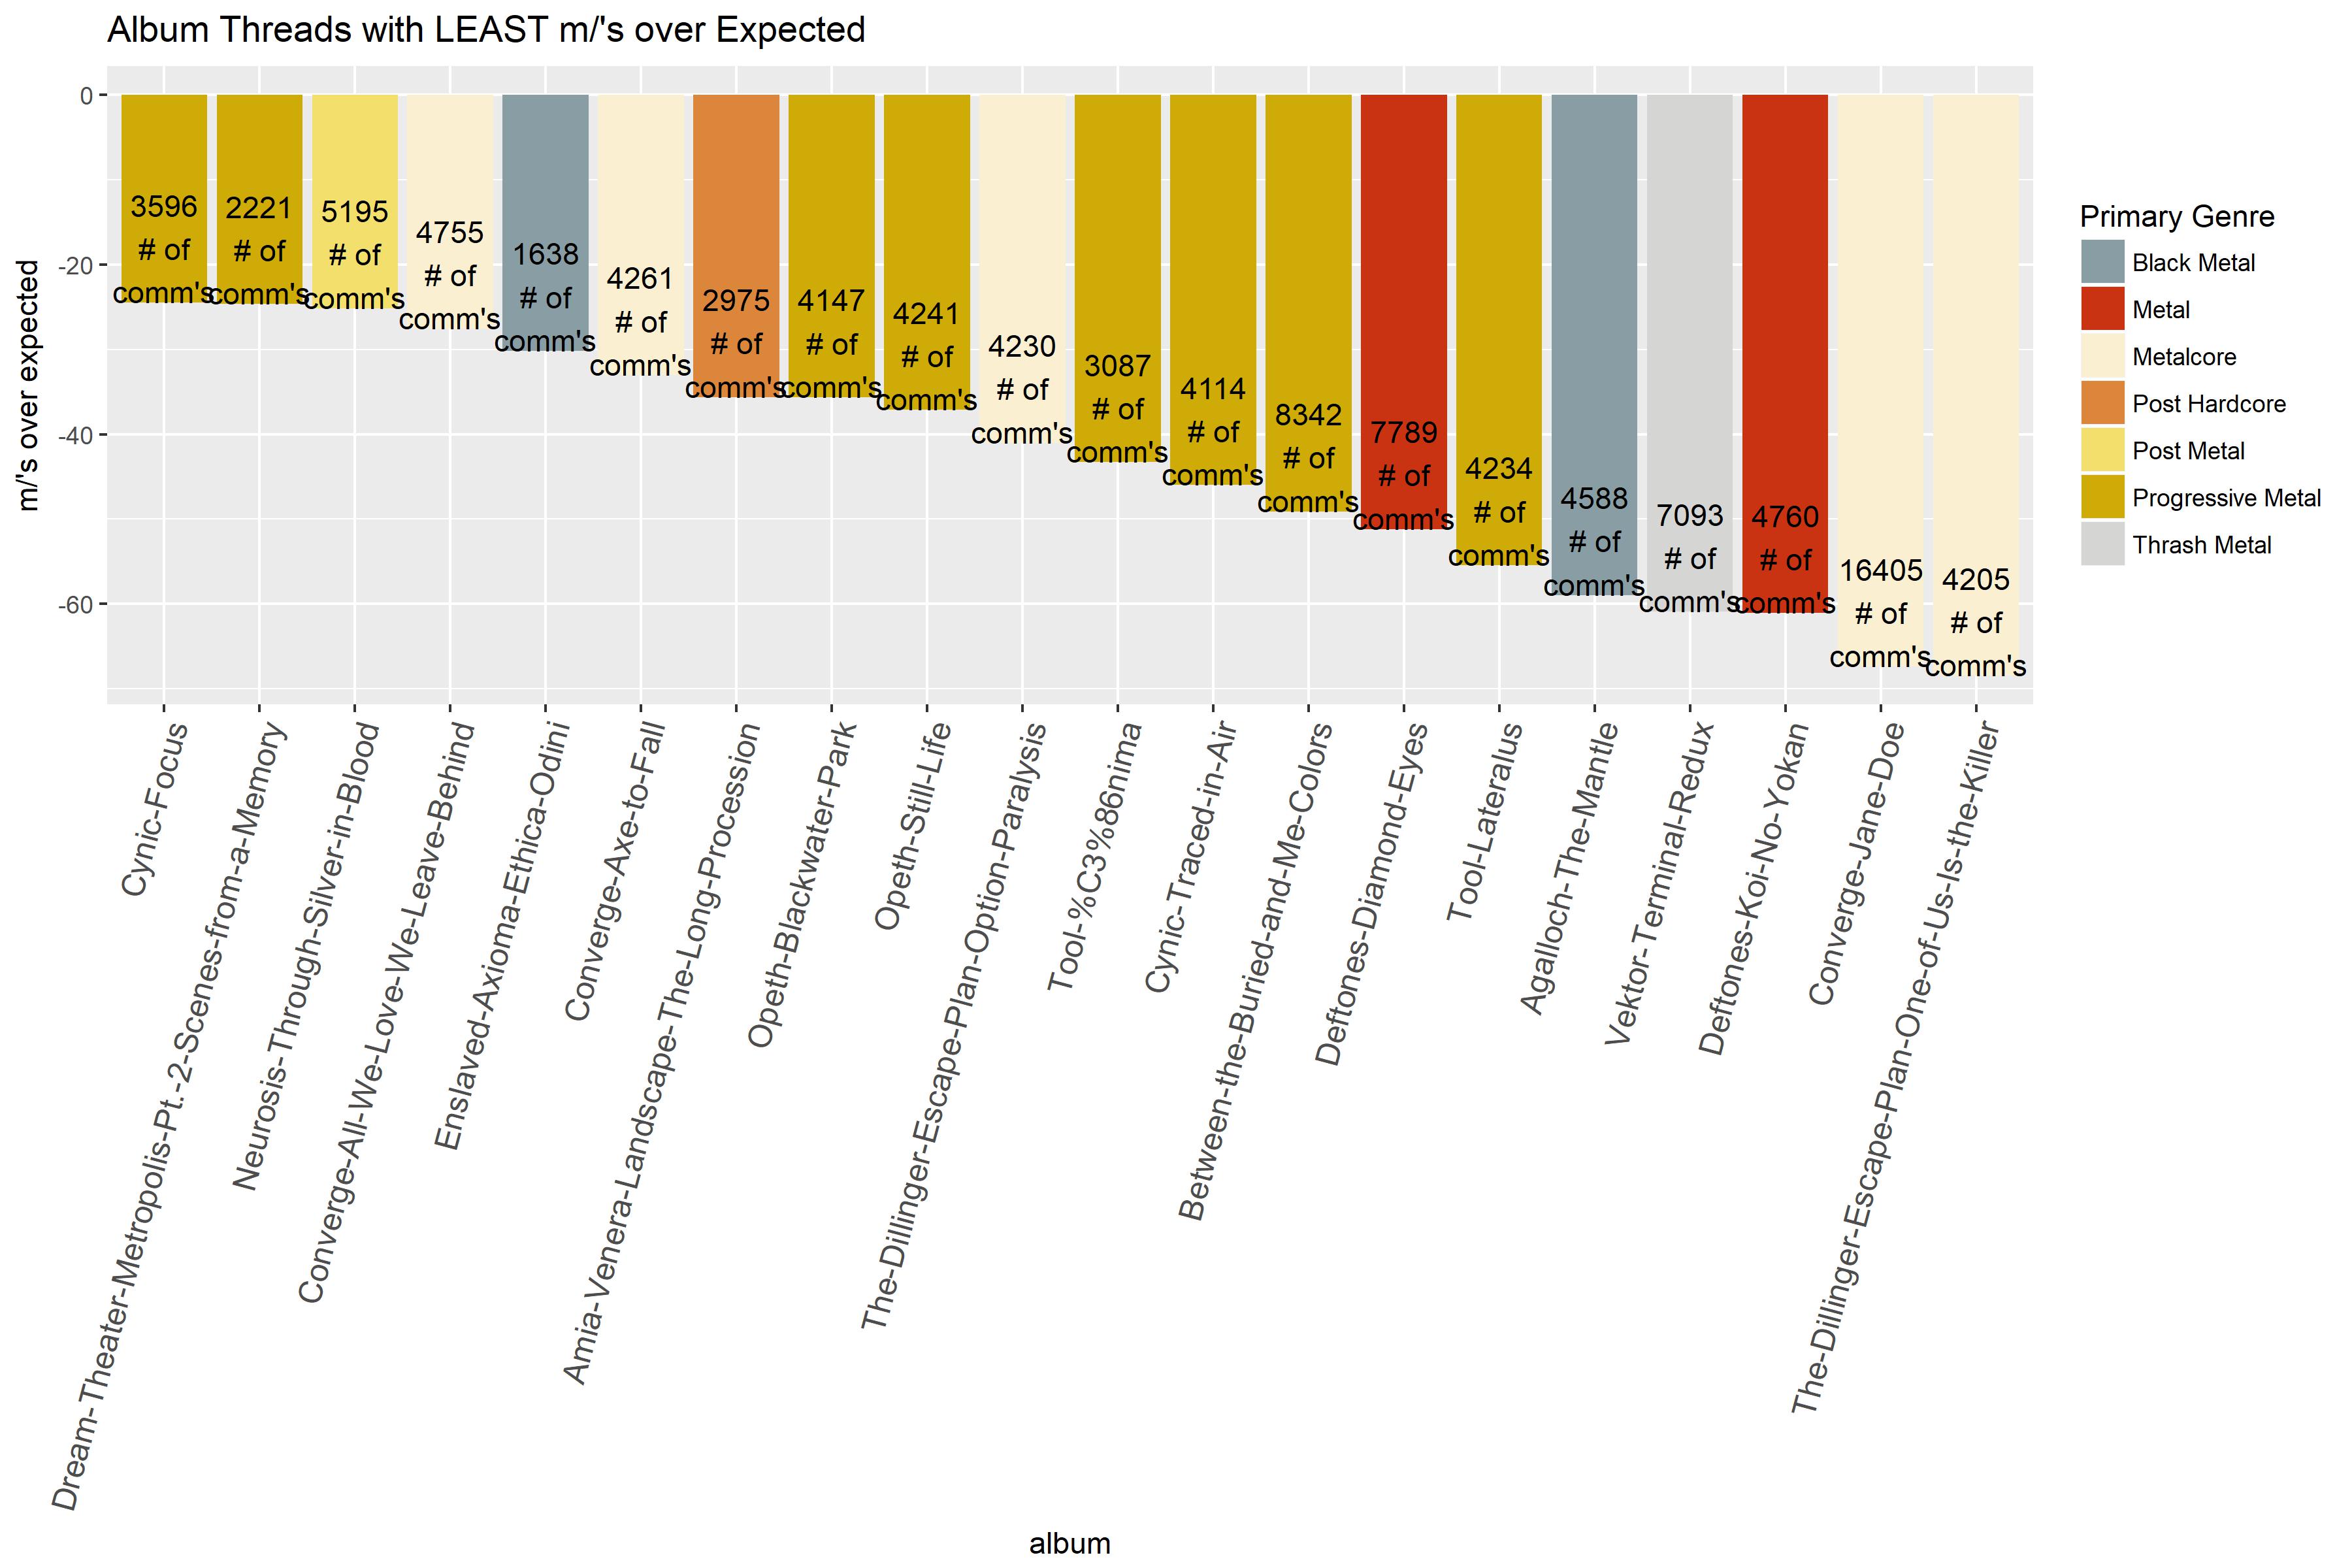 Album Threads with LEAST m/'s over Expected
m/'s over expected
0
-20
-40
-60
3596
# of
comm's
2221
# of
comm's
5195
# of
comm's
4755
# of
comm's
1638
# of
comm's
4261
# of
comm's
2975
# of
comm's
4147
# of
comm's
4241
# of
comm's
4230
# of
comm's
3087
# of
comm's
4114
# of
comm's
8342
# of
comm's
7789
# of
comm's
4234
# of
comm's
4588
# of
comm's
7093
# of
comm's
4760
# of
comm's
16405
# of
comm's
4205
# of
comm's
Cynic-Focus
Dream-Theater-Metropolis-Pt.-2-Scenes-from-a-Memory
Neurosis-Through-Silver-in-Blood
Converge-All-We-Love-We-Leave-Behind
Enslaved-Axioma-Ethica-Odini
Converge-Axe-to-Fall
Amia-Venera-Landscape-The-Long-Procession
Opeth-Blackwater-Park
Opeth-Still-Life
The-Dillinger-Escape-Plan-Option-Paralysis
Tool-%C3%86nima
Cynic-Traced-in-Air
Between-the-Buried-and-Me-Colors
Deftones-Diamond-Eyes
Tool-Lateralus
Agalloch-The-Mantle
Vektor-Terminal-Redux
Deftones-Koi-No-Yokan
Converge-Jane-Doe
The-Dillinger-Escape-Plan-One-of-Us-Is-the-Killer
album
Primary Genre
Black Metal
Metal
Metalcore
Post Hardcore
Post Metal
Progressive Metal
Thrash Metal